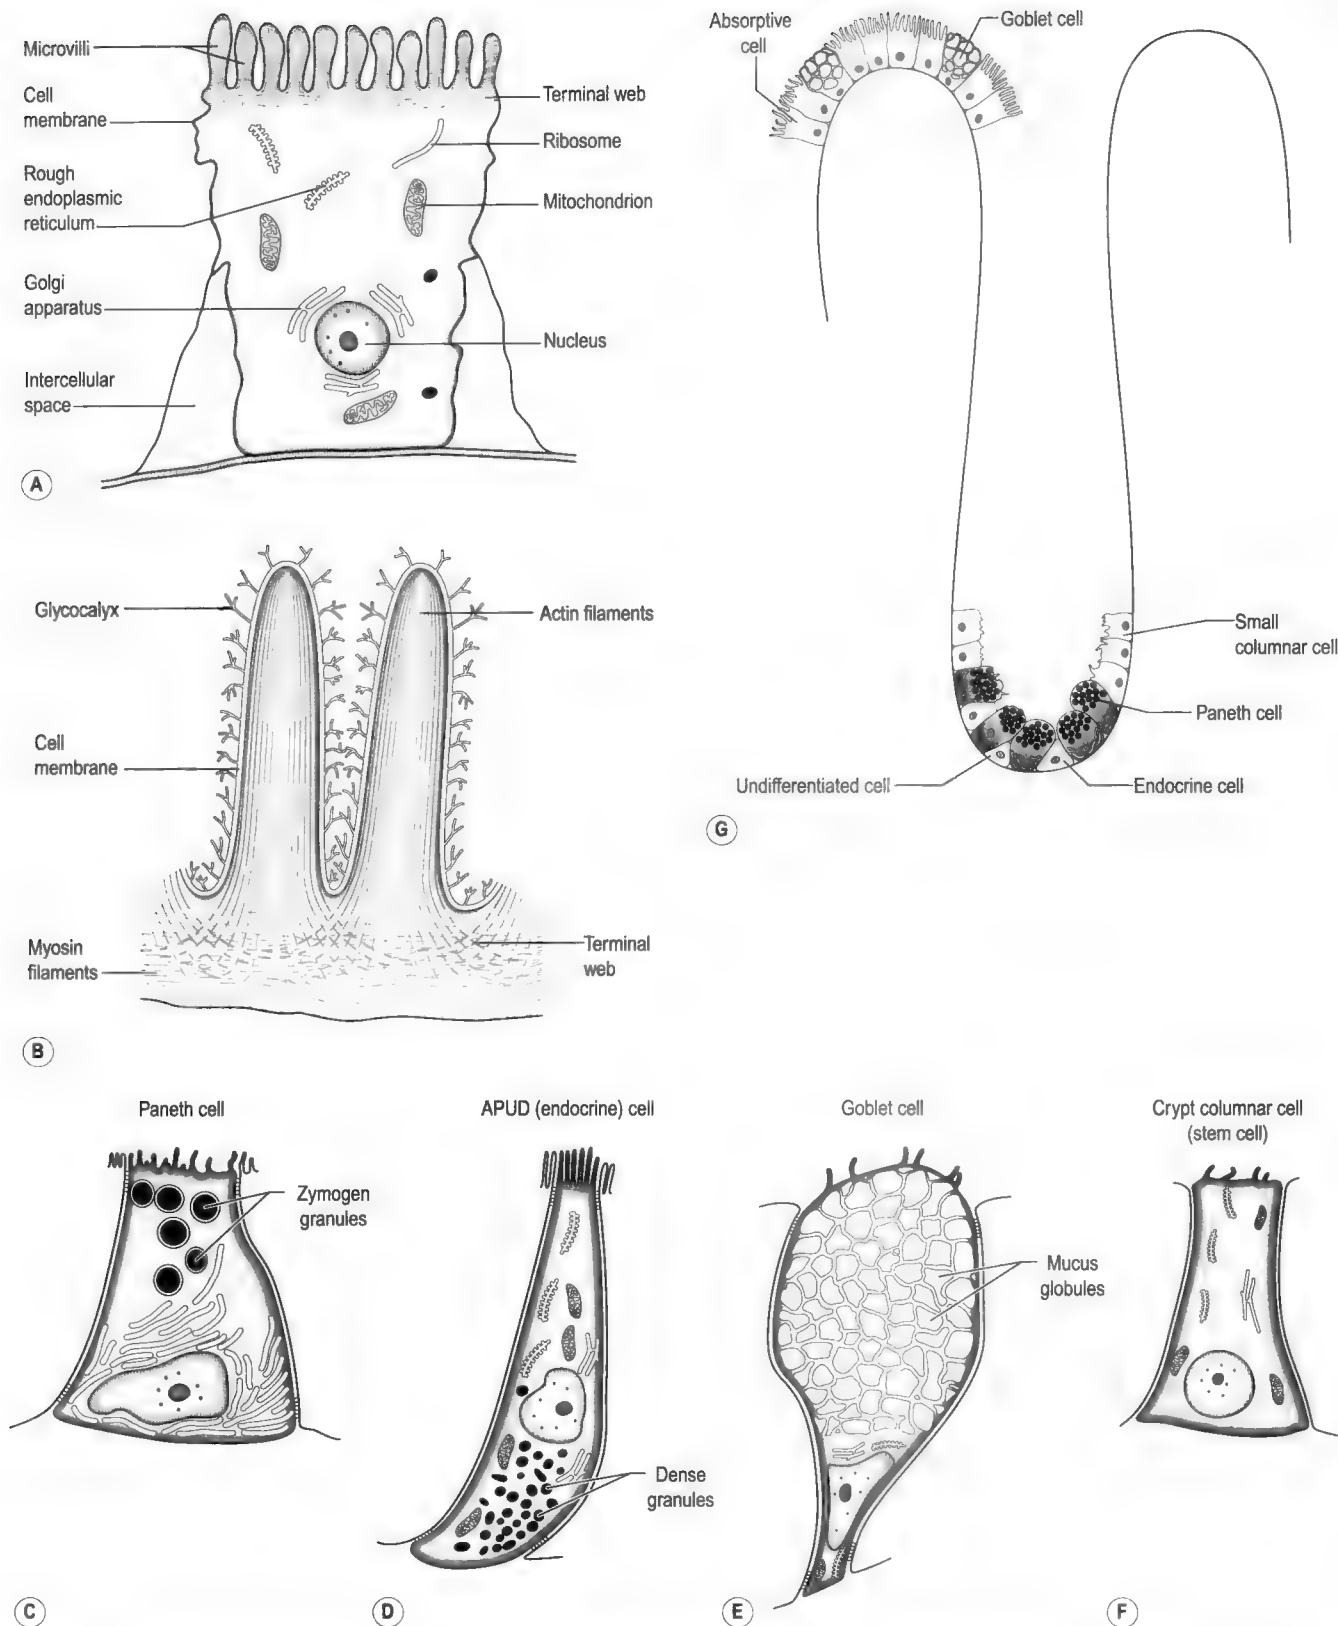 Microvilli
Cell
membrane
Rough
endoplasmic
reticulum
Golgi
apparatus
Intercellular
space
Terminal web
Ribosome
Mitochondrion
Nucleus
A
Glycocalyx
Cell
membrane
Myosin
filaments
Actin filaments
Terminal
web
B
Absorptive
cell
Goblet cell
Small
columnar cell
Paneth cell
Undifferentiated cell
Endocrine cell
G
Paneth cell
Zymogen
granules
C
APUD (endocrine) cell
Dense
granules
D
Goblet cell
Mucus
globules
E
Crypt columnar cell
(stem cell)
F